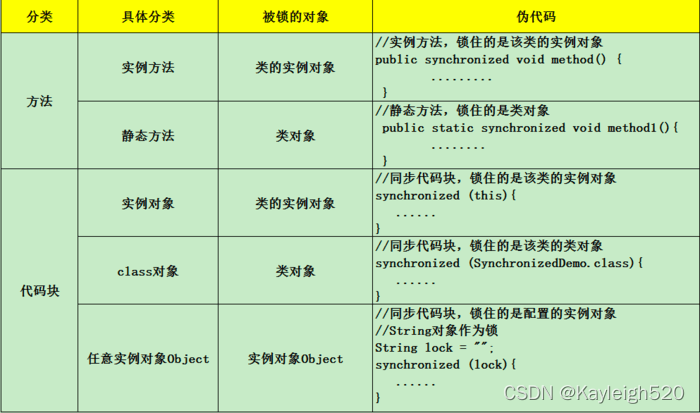 分类 具体分类 被锁的对象 伪代码
方法
实例方法 类的实例对象
//实例方法，锁住的是该类的实例对象
public synchronized void method() {
.........
}
静态方法 类对象
//静态方法，锁住的是类对象
public static synchronized void method1(){
........
}
代码块
实例对象 类的实例对象
//同步代码块，锁住的是该类的实例对象
synchronized (this){
......
}
class对象 类对象
//同步代码块，锁住的是该类的类对象
synchronized (SynchronizedDemo.class){
......
}
任意实例对象Object 实例对象Object
//同步代码块，锁住的是配置的实例对象
//String对象作为锁
String lock = "";
synchronized (lock){
......
}
CSDN @Kayleigh520